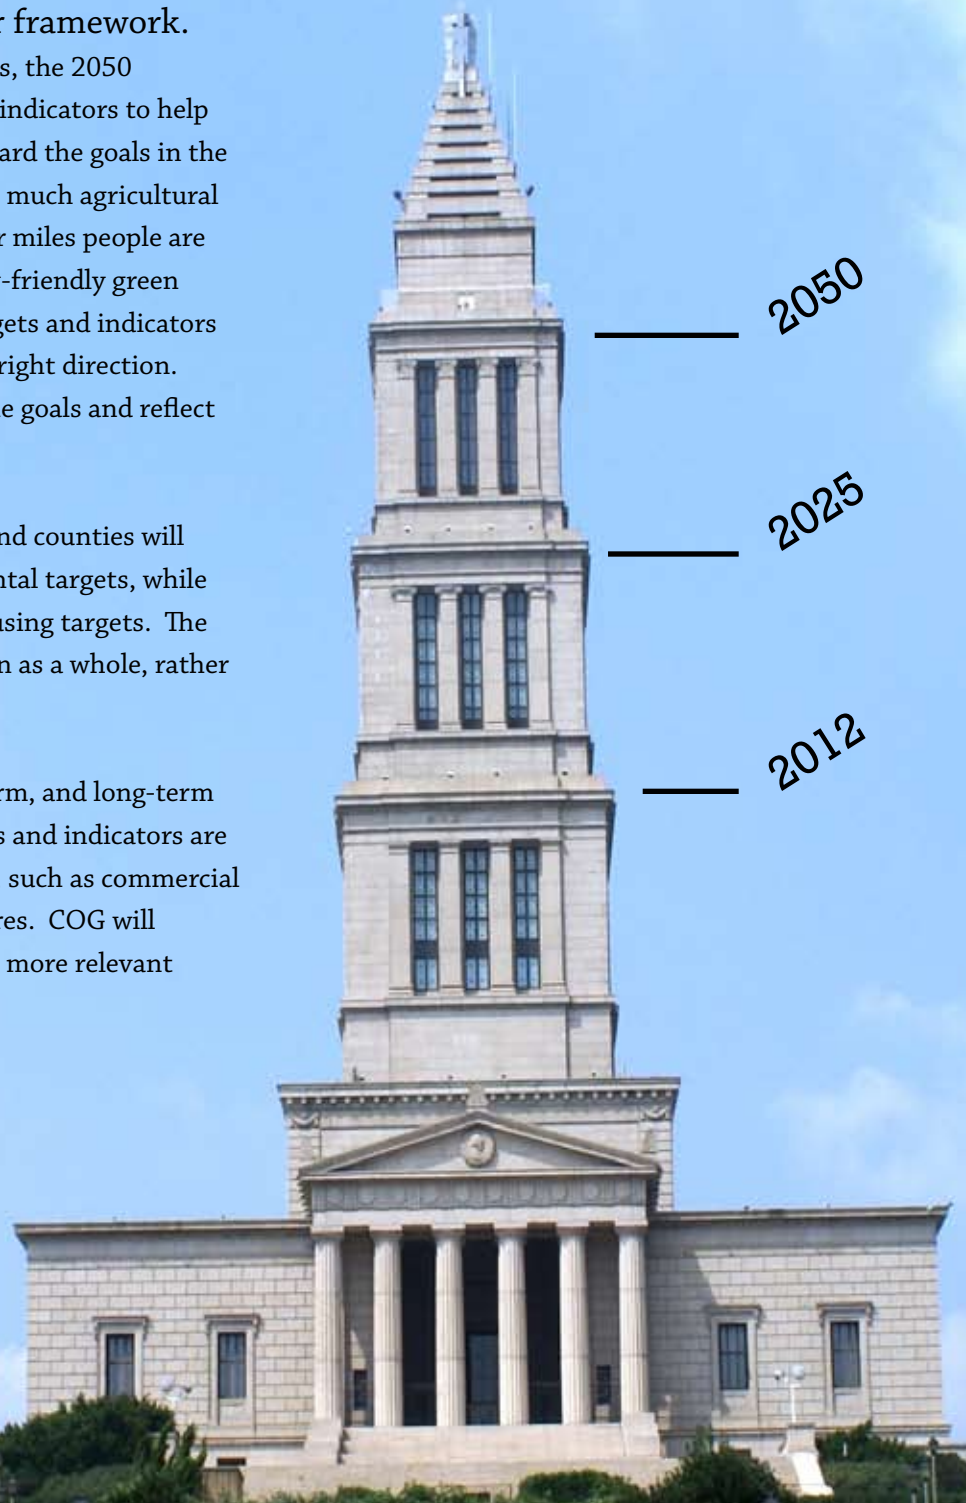 r framework.
s, the 2050
indicators to help
ard the goals in the
much agricultural
r miles people are
-friendly green
gets and indicators
right direction.
e goals and reflect
nd counties will
ntal targets, while
using targets. The
n as a whole, rather
rm, and long-term
s and indicators are
such as commercial
res. COG will
more relevant
2050
2025
2012